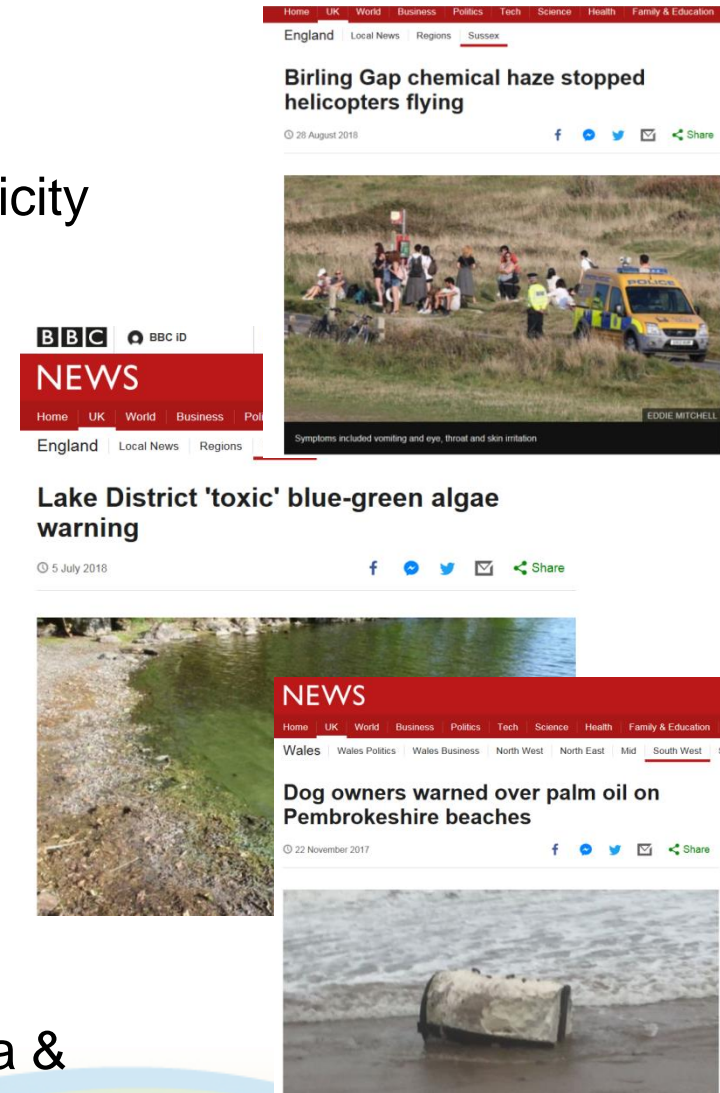 Home UK World Business Politics Tech Science Health Family & Education
England Local News Regions Sussex
Birling Gap chemical haze stopped
helicopters flying
28 August 2018
Share
icity
POLICE
EDDIE MITCHELL
Symptoms included vomiting and eye, throat and skin irritation
BBC BBC iD
NEWS
Home UK World Business Poli
England Local News Regions
Lake District 'toxic' blue-green algae
warning
5 July 2018
Share
NEWS
Home UK World Business Politics Tech Science Health Family & Education
Wales Wales Politics Wales Business North West North East Mid South West
Dog owners warned over palm oil on
Pembrokeshire beaches
22 November 2017
Share
a &